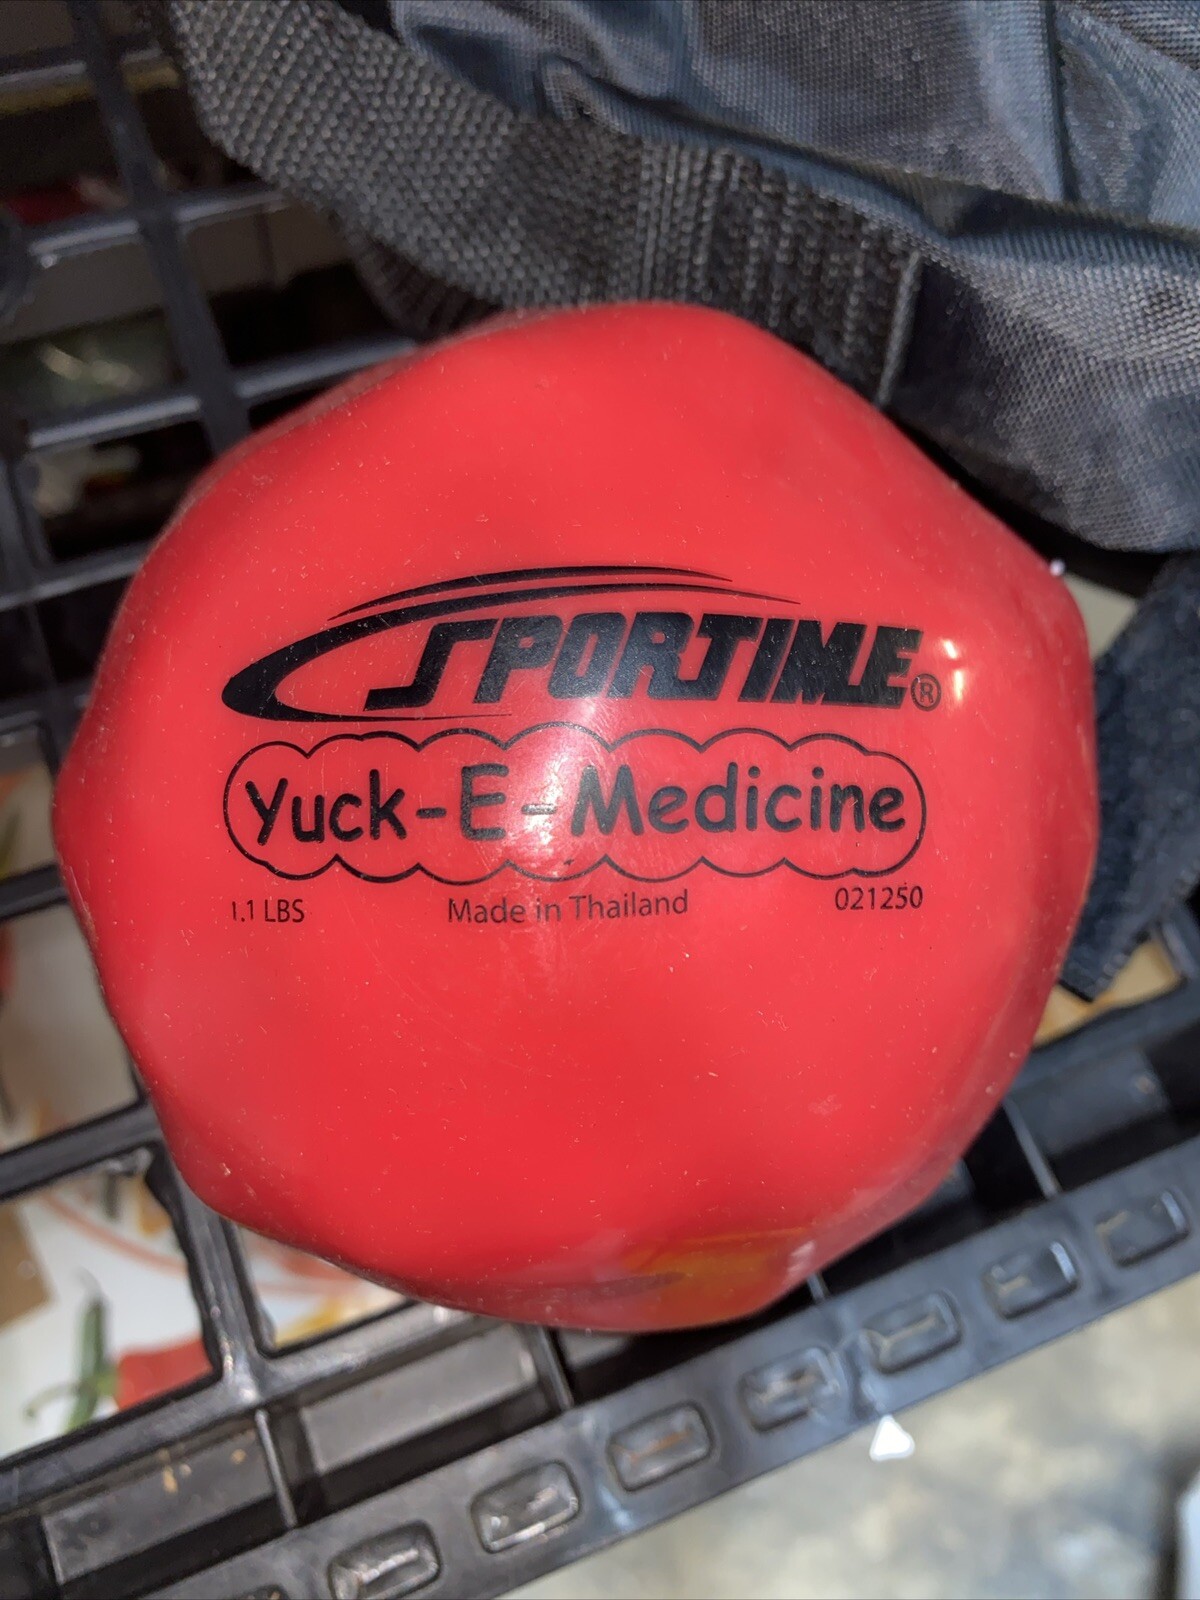 SPORTIME®
Yuck-E-Medicine
1.1 LBS Made in Thailand 021250